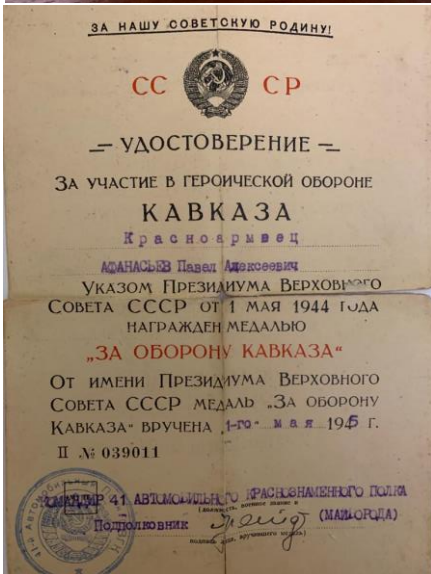 ЗА НАШУ СОВЕТСКУЮ РОДИНУ!
СС СР
УДОСТОВЕРЕНИЕ
ЗА УЧАСТИЕ В ГЕРОИЧЕСКОЙ ОБОРОНЕ
КАВКАЗА
Красноармеец
АФАНАСЬЕВ Павел Алексеевич
УКАЗОМ ПРЕЗИДИУМА ВЕРХОВНОГО
СОВЕТА СССР ОТ 1 МАЯ 1944 ГОДА
НАГРАЖДЕН МЕДАЛЬЮ
„ЗА ОБОРОНУ КАВКАЗА“
ОТ ИМЕНИ ПРЕЗИДИУМА ВЕРХОВНОГО
СОВЕТА СССР МЕДАЛЬ „ЗА ОБОРОНУ
КАВКАЗА“ ВРУЧЕНА „1-го“ мая 1945 г.
II № 039011
КОМАНДИР 41 АВТОМОБИЛЬНОГО КРАСНОЗНАМЕННОГО ПОЛКА
Подполковник (МАЙБОРОДА)